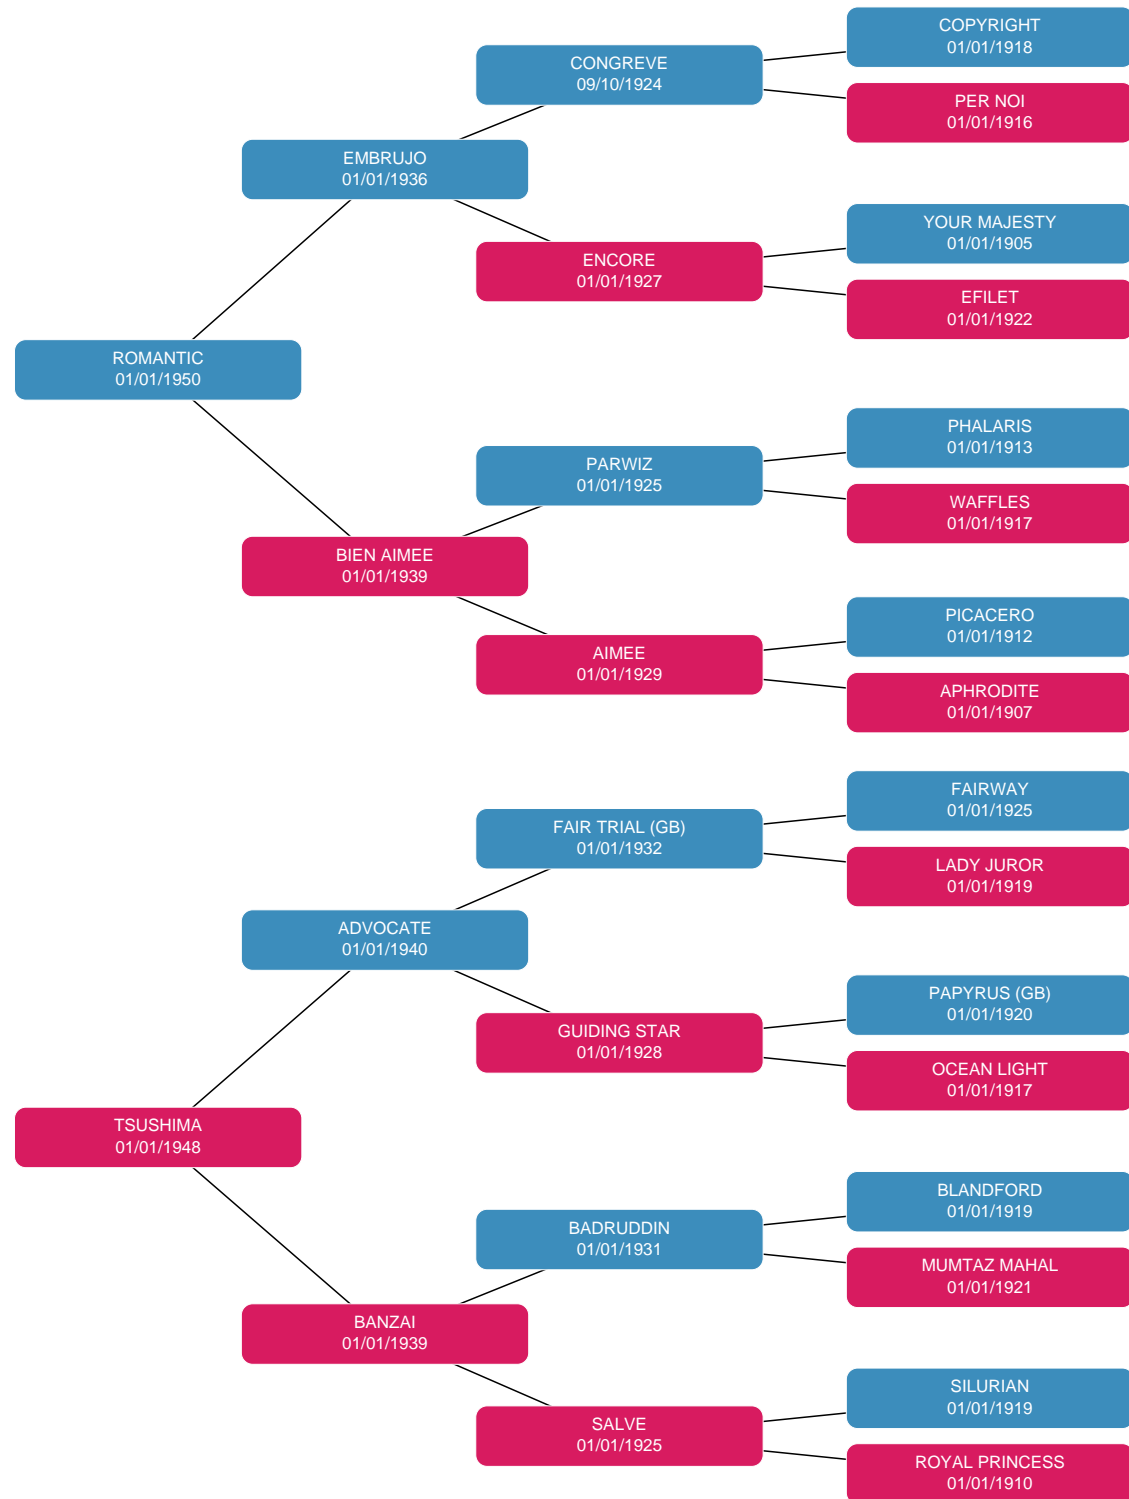 COPYRIGHT
01/01/1918
CONGREVE
09/10/1924
PER NOI
01/01/1916
EMBRUJO
01/01/1936
YOUR MAJESTY
01/01/1905
ENCORE
01/01/1927
EFILET
01/01/1922
ROMANTIC
01/01/1950
PHALARIS
01/01/1913
PARWIZ
01/01/1925
WAFFLES
01/01/1917
BIEN AIMEE
01/01/1939
PICACERO
01/01/1912
AIMEE
01/01/1929
APHRODITE
01/01/1907
FAIRWAY
01/01/1925
FAIR TRIAL (GB)
01/01/1932
LADY JUROR
01/01/1919
ADVOCATE
01/01/1940
PAPYRUS (GB)
01/01/1920
GUIDING STAR
01/01/1928
OCEAN LIGHT
01/01/1917
TSUSHIMA
01/01/1948
BLANDFORD
01/01/1919
BADRUDDIN
01/01/1931
MUMTAZ MAHAL
01/01/1921
BANZAI
01/01/1939
SILURIAN
01/01/1919
SALVE
01/01/1925
ROYAL PRINCESS
01/01/1910